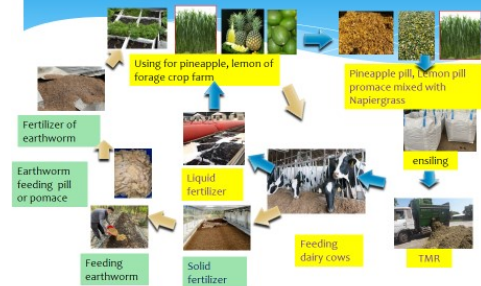 Using for pineapple, lemon of
forage crop farm
Pineapple pill, Lemon pill
promace mixed with
Napiergrass
Fertilizer of
earthworm
ensiling
Earthworm
feeding pill
or pomace
Liquid
fertilizer
Feeding
dairy cows
TMR
Feeding
earthworm
Solid
fertilizer